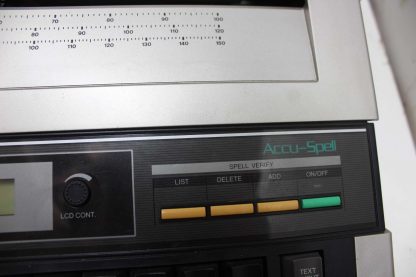 70 80 90 100
80 90 100 110 120
100 110 120 130 140 150
Accu-Spell
SPELL VERIFY
LIST DELETE ADD ON/OFF
LCD CONT.
TEXT